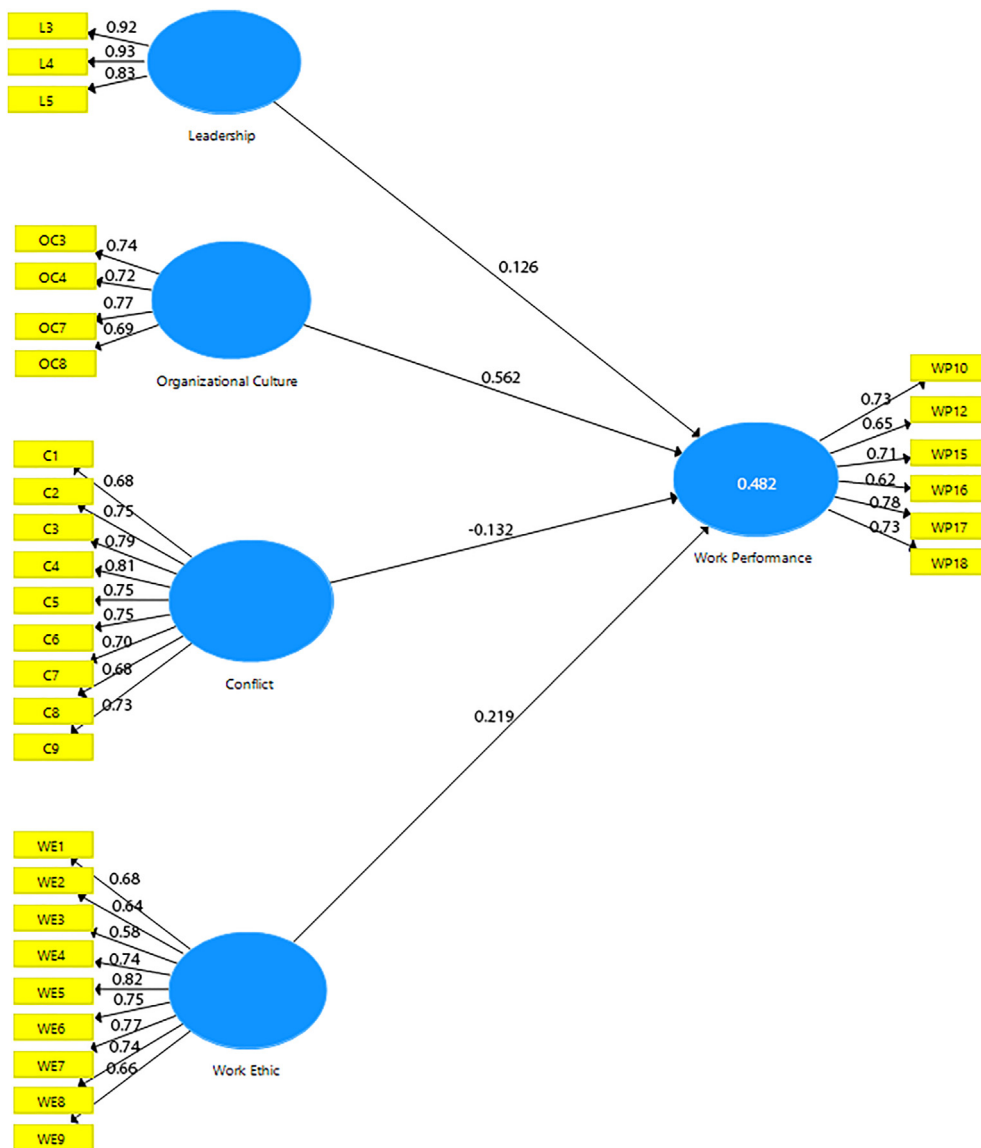 L3
0.92
L4
0.93
L5
0.83
Leadership
0.126
OC3
0.74
OC4
0.72
OC7
0.77
OC8
0.69
Organizational Culture
0.562
C1
0.68
C2
0.75
C3
0.79
C4
0.81
C5
0.75
C6
0.75
C7
0.70
C8
0.68
C9
0.73
Conflict
-0.132
WE1
0.68
WE2
0.64
WE3
0.58
WE4
0.74
WE5
0.82
WE6
0.75
WE7
0.77
WE8
0.74
WE9
0.66
Work Ethic
0.219
0.482
Work Performance
WP10
0.73
WP12
0.65
WP15
0.71
WP16
0.62
WP17
0.78
WP18
0.73